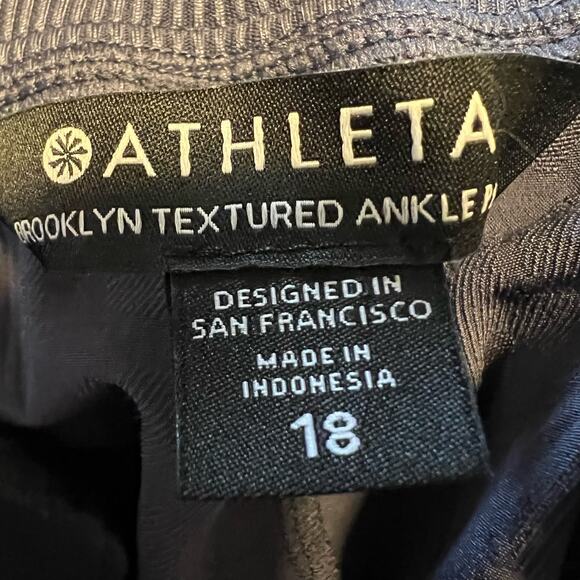 ATHLETA
BROOKLYN TEXTURED ANKLE
DESIGNED IN
SAN FRANCISCO
MADE IN
INDONESIA
18